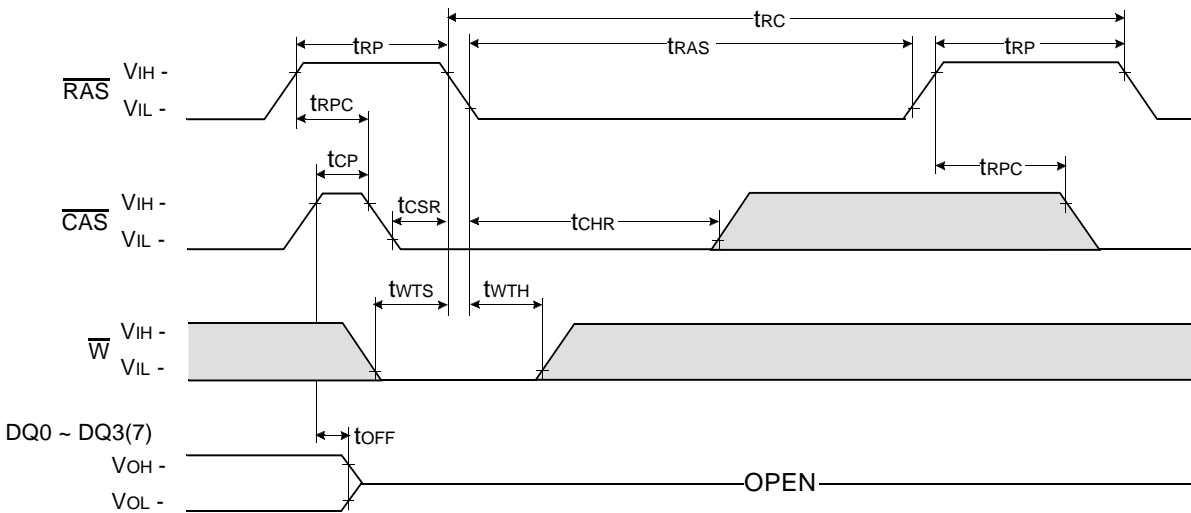 tRC
tRP
tRAS
tRP
RAS
VIH -
VIL -
tRPC
tCP
tRPC
CAS
VIH -
VIL -
tCSR
tCHR
tWTS
tWTH
W
VIH -
VIL -
DQ0 ~ DQ3(7)
tOFF
VOH -
VOL -
OPEN